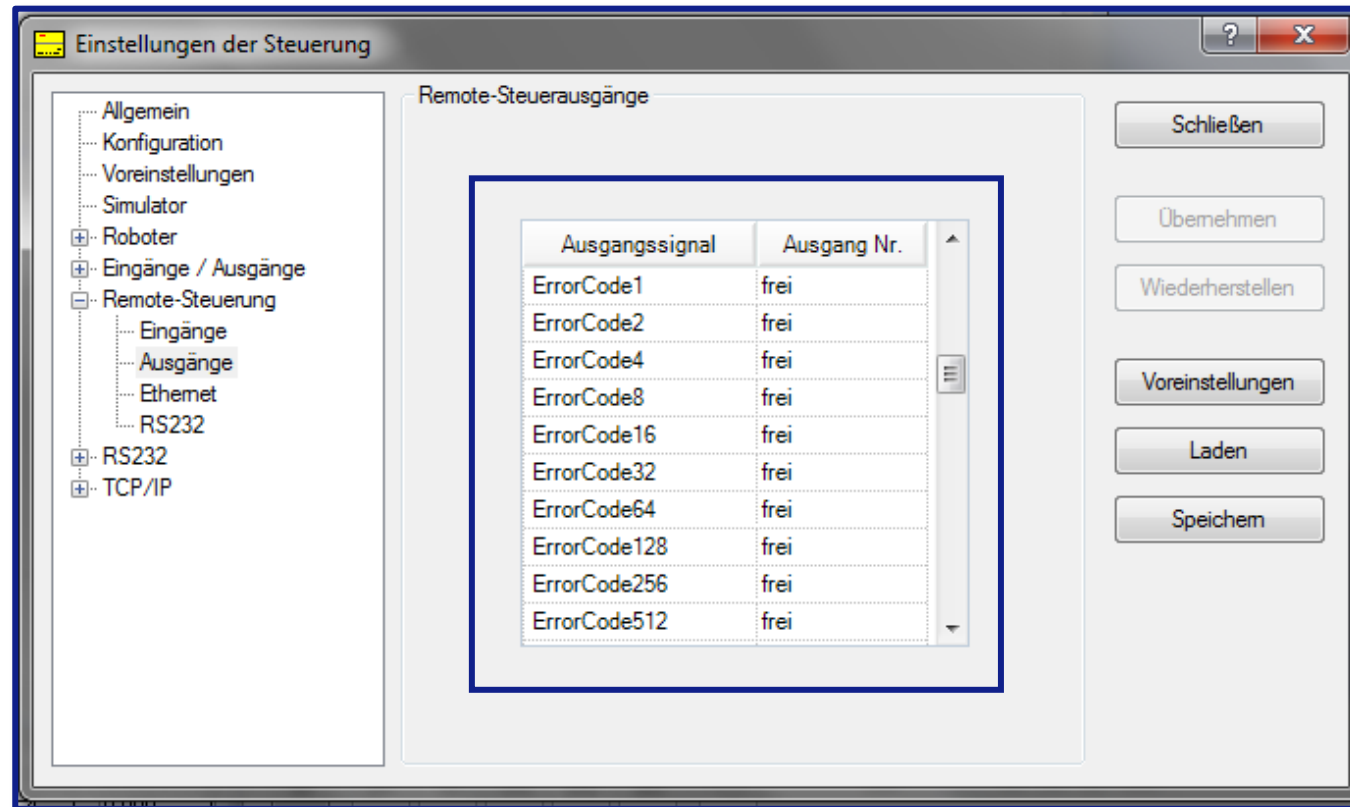 Einstellungen der Steuerung
?
X
Allgemein
Konfiguration
Voreinstellungen
Simulator
Roboter
Eingänge / Ausgänge
Remote-Steuerung
Eingänge
Ausgänge
Ethernet
RS232
RS232
TCP/IP
Remote-Steuerausgänge
Ausgangssignal Ausgang Nr.
ErrorCode1 frei
ErrorCode2 frei
ErrorCode4 frei
ErrorCode8 frei
ErrorCode16 frei
ErrorCode32 frei
ErrorCode64 frei
ErrorCode128 frei
ErrorCode256 frei
ErrorCode512 frei
Schließen
Übernehmen
Wiederherstellen
Voreinstellungen
Laden
Speichern